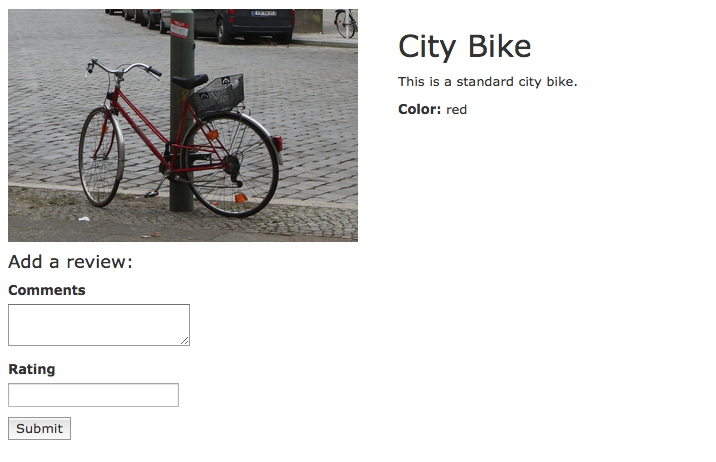 City Bike
This is a standard city bike.
Color: red
Add a review:
Comments
Rating
Submit